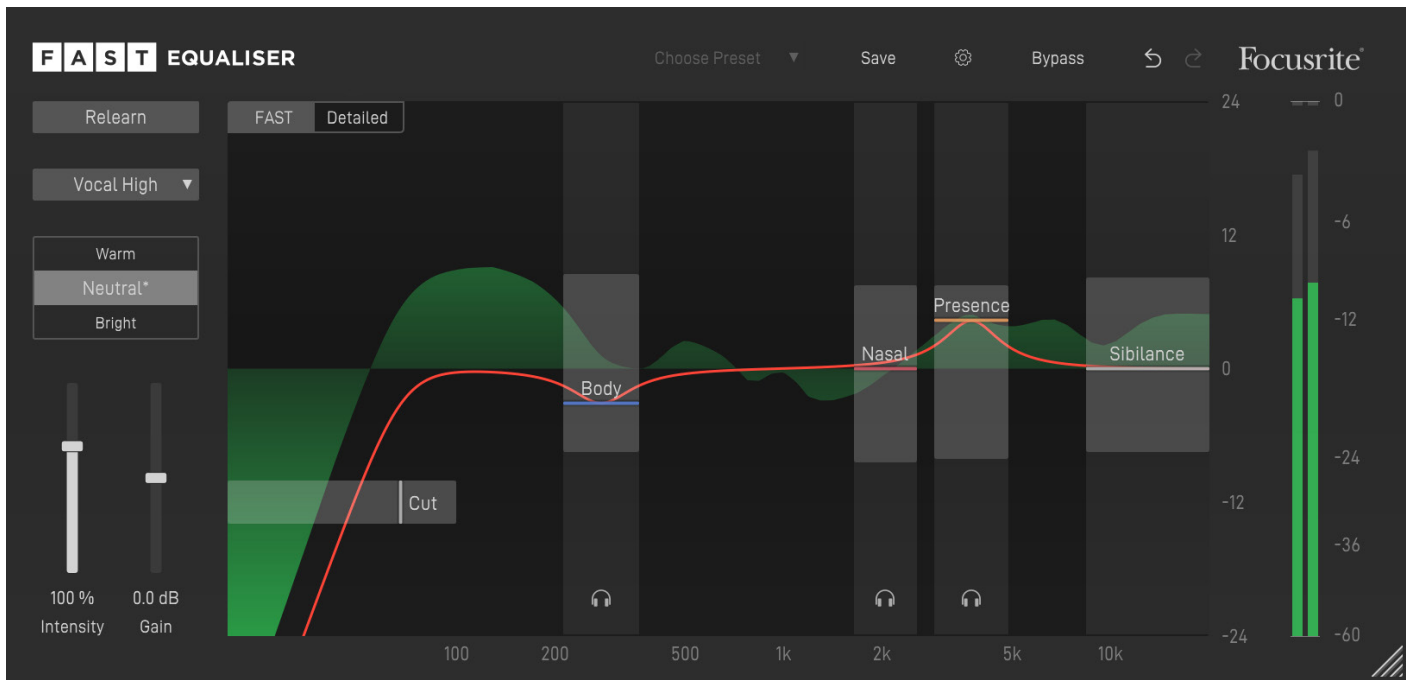 FAST EQUALISER
Choose Preset ▼
Save
Bypass
Focusrite®
Relearn
FAST
Detailed
Vocal High ▼
Warm
Neutral*
Bright
100 %
Intensity
0.0 dB
Gain
Cut
Body
Nasal
Presence
Sibilance
100
200
500
1k
2k
5k
10k
24
12
0
-12
-24
0
-6
-12
-24
-36
-60